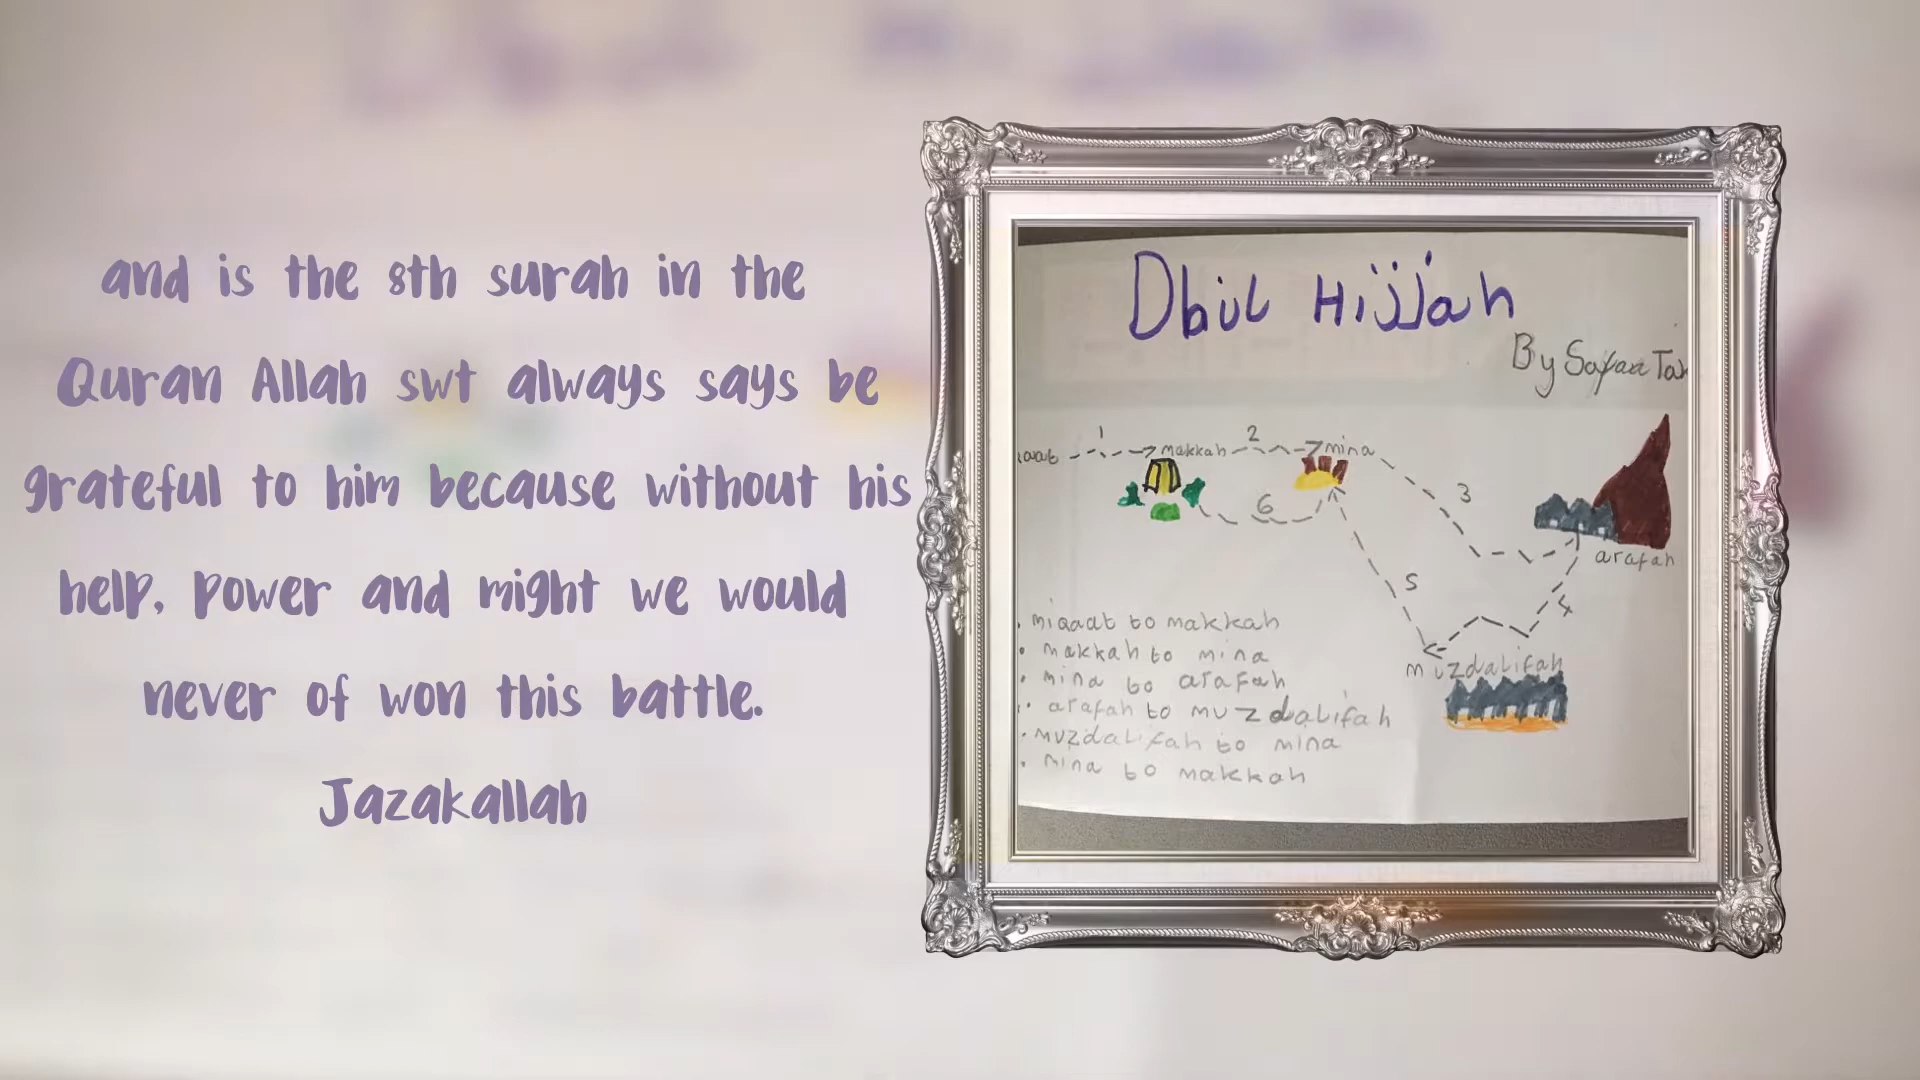 and is the 8th surah in the
Quran Allah swt always says be
grateful to him because without his
help, power and might we would
never of won this battle.
Jazakallah
Dhul Hijjah
By
1
makkah
2
mina
6
3
arafah
4
5
muzdalifah
miqaat to makkah
makkah to mina
mina to arafah
arafah to muzdalifah
muzdalifah to mina
mina to makkah